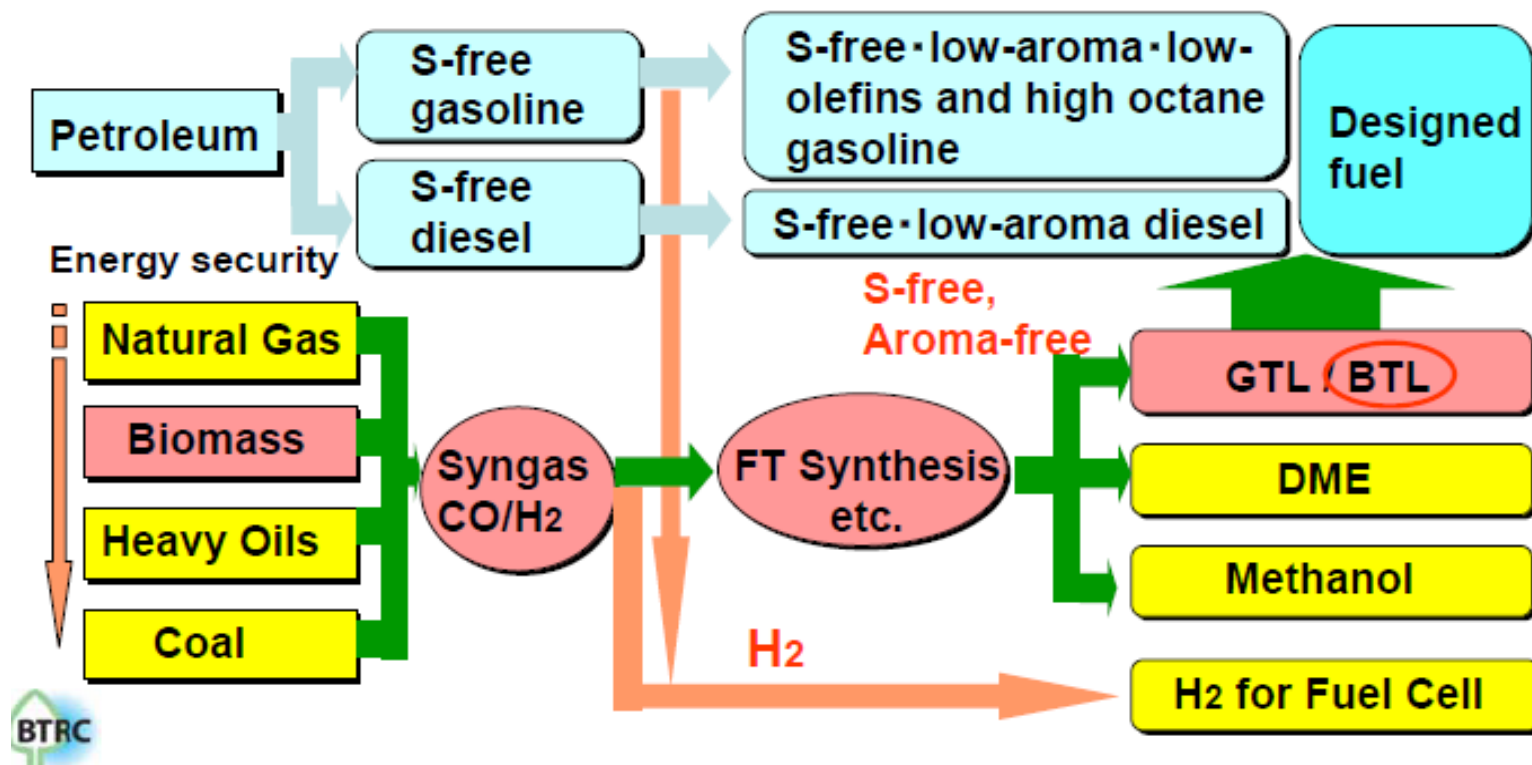 Petroleum
S-free
gasoline
S-free
diesel
S-free・low-aroma・low-
olefins and high octane
gasoline
S-free・low-aroma diesel
Designed
fuel
Energy security
Natural Gas
Biomass
Heavy Oils
Coal
Syngas
CO/H2
FT Synthesis
etc.
S-free,
Aroma-free
GTL / BTL
DME
Methanol
H2
H2 for Fuel Cell
BTRC